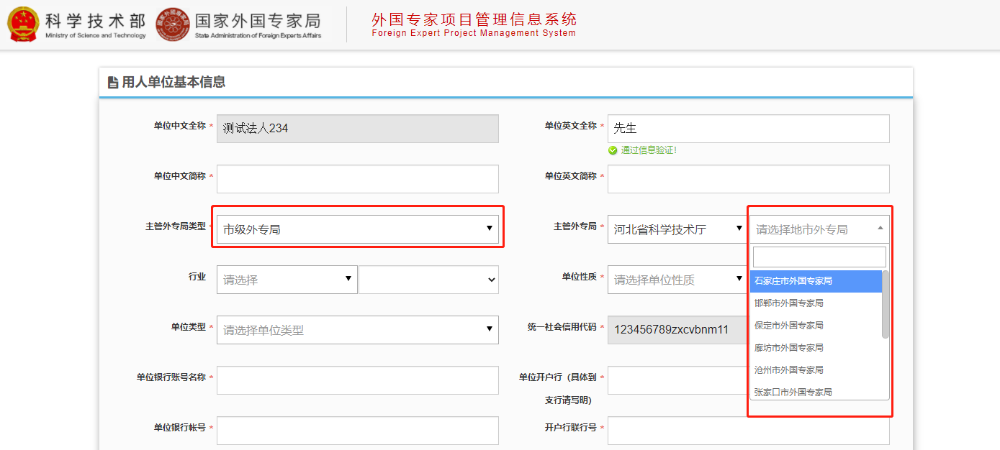 科学技术部
Ministry of Science and Technology
国家外国专家局
State Administration of Foreign Experts Affairs
外国专家项目管理信息系统
Foreign Expert Project Management System
用人单位基本信息
单位中文全称 * 测试法人234
单位英文全称 * 先生
通过信息验证!
单位中文简称 *
单位英文简称 *
主管外专局类型 * 市级外专局
主管外专局 * 河北省科学技术厅 请选择地市外专局
石家庄市外国专家局
邯郸市外国专家局
保定市外国专家局
廊坊市外国专家局
沧州市外国专家局
张家口市外国专家局
行业 请选择
单位性质 * 请选择单位性质
单位类型 * 请选择单位类型
统一社会信用代码 * 123456789zxcvbnm11
单位银行账号名称 *
单位开户行（具体到 *
支行请写明）
单位银行帐号 *
开户行联行号 *